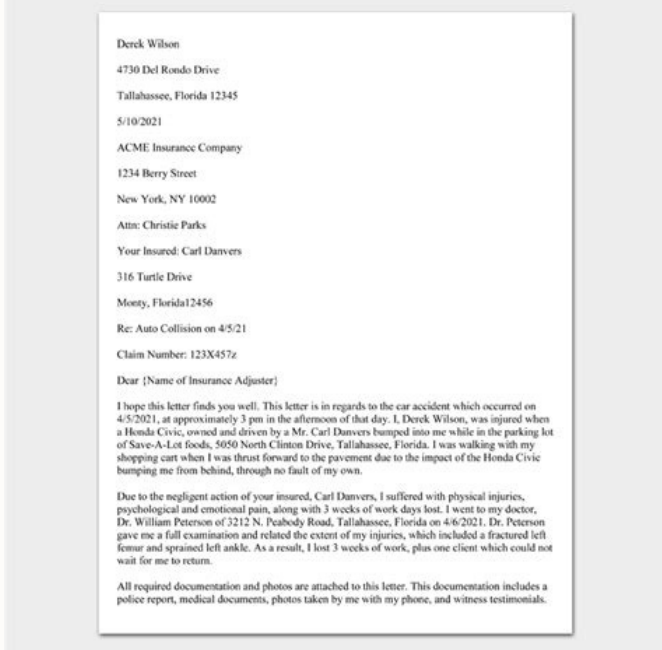 Derek Wilson
4730 Del Rondo Drive
Tallahassee, Florida 12345
5/10/2021
ACME Insurance Company
1234 Berry Street
New York, NY 10002
Attn: Christie Parks
Your Insured: Carl Danvers
316 Turtle Drive
Monty, Florida12456
Re: Auto Collision on 4/5/21
Claim Number: 123X457z
Dear {Name of Insurance Adjuster}
I hope this letter finds you well. This letter is in regards to the car accident which occurred on
4/5/2021, at approximately 3 pm in the afternoon of that day. I, Derek Wilson, was injured when
a Honda Civic, owned and driven by a Mr. Carl Danvers bumped into me while in the parking lot
of Save-A-Lot foods, 5050 North Clinton Drive, Tallahassee, Florida. I was walking with my
shopping cart when I was thrust forward to the pavement due to the impact of the Honda Civic
bumping me from behind, through no fault of my own.
Due to the negligent action of your insured, Carl Danvers, I suffered with physical injuries,
psychological and emotional pain, along with 3 weeks of work days lost. I went to my doctor,
Dr. William Peterson of 3212 N. Peabody Road, Tallahassee, Florida on 4/6/2021. Dr. Peterson
gave me a full examination and related the extent of my injuries, which included a fractured left
femur and sprained left ankle. As a result, I lost 3 weeks of work, plus one client which could not
wait for me to return.
All required documentation and photos are attached to this letter. This documentation includes a
police report, medical documents, photos taken by me with my phone, and witness testimonials.